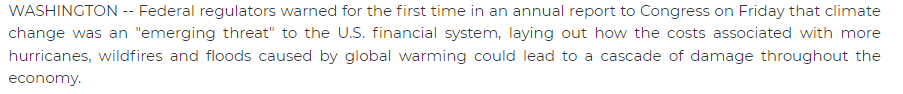 WASHINGTON -- Federal regulators warned for the first time in an annual report to Congress on Friday that climate
change was an "emerging threat" to the U.S. financial system, laying out how the costs associated with more
hurricanes, wildfires and floods caused by global warming could lead to a cascade of damage throughout the
economy.